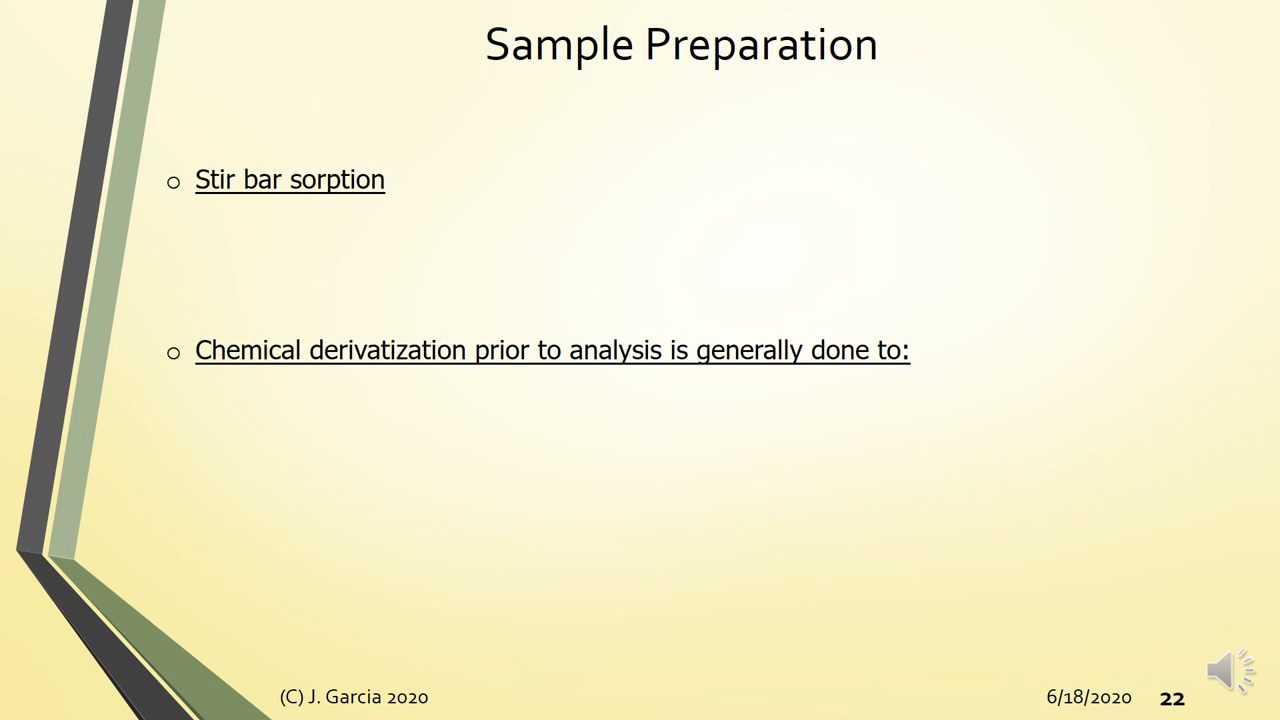 Sample Preparation
○ Stir bar sorption
○ Chemical derivatization prior to analysis is generally done to:
(C) J. Garcia 2020 6/18/2020 22